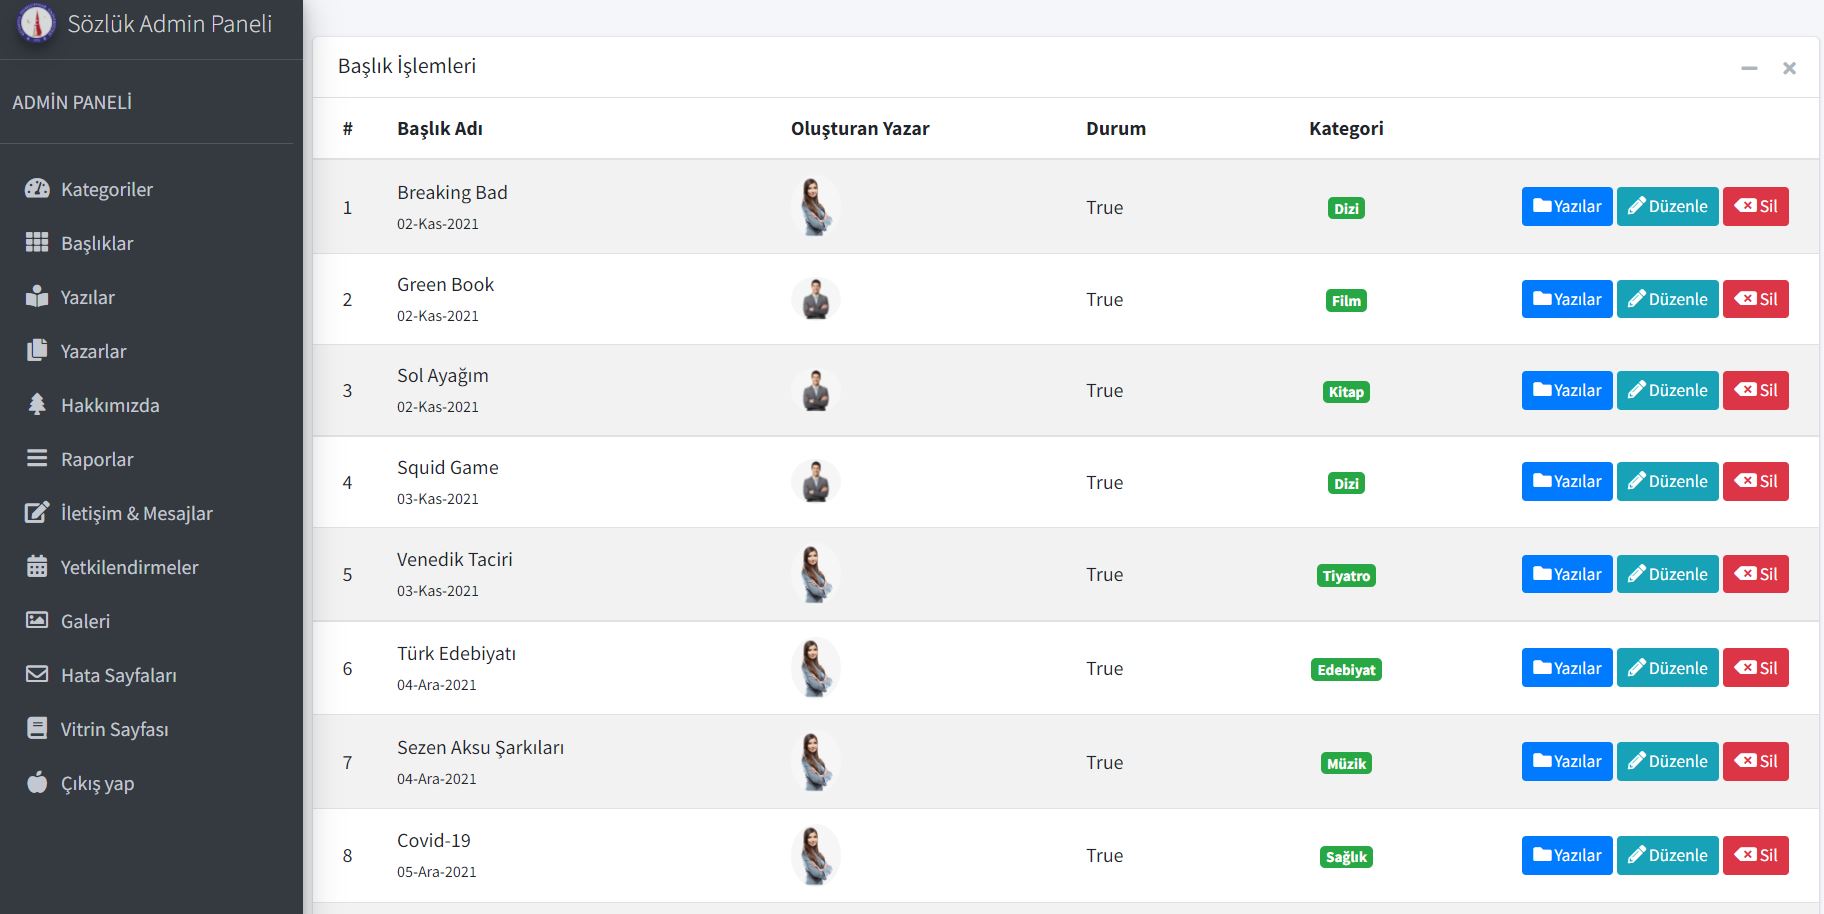 Sözlük Admin Paneli
ADMİN PANELİ
Kategoriler
Başlıklar
Yazılar
Yazarlar
Hakkımızda
Raporlar
İletişim & Mesajlar
Yetkilendirmeler
Galeri
Hata Sayfaları
Vitrin Sayfası
Çıkış yap
Başlık İşlemleri
# Başlık Adı Oluşturan Yazar Durum Kategori
1 Breaking Bad True Dizi Yazılar Düzenle Sil
02-Kas-2021
2 Green Book True Film Yazılar Düzenle Sil
02-Kas-2021
3 Sol Ayağım True Kitap Yazılar Düzenle Sil
02-Kas-2021
4 Squid Game True Dizi Yazılar Düzenle Sil
03-Kas-2021
5 Venedik Taciri True Tiyatro Yazılar Düzenle Sil
03-Kas-2021
6 Türk Edebiyatı True Edebiyat Yazılar Düzenle Sil
04-Ara-2021
7 Sezen Aksu Şarkıları True Müzik Yazılar Düzenle Sil
04-Ara-2021
8 Covid-19 True Sağlık Yazılar Düzenle Sil
05-Ara-2021